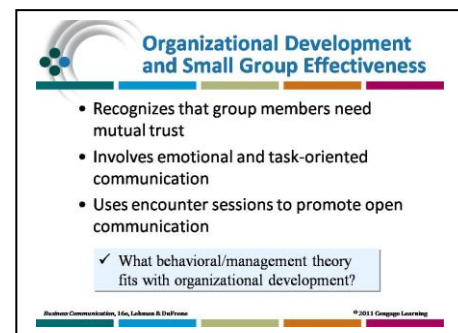 Organizational Development
and Small Group Effectiveness
• Recognizes that group members need
mutual trust
• Involves emotional and task-oriented
communication
• Uses encounter sessions to promote open
communication
✓ What behavioral/management theory
fits with organizational development?
Business Communication, 16e, Lehman & DuFrene
©2011 Cengage Learning